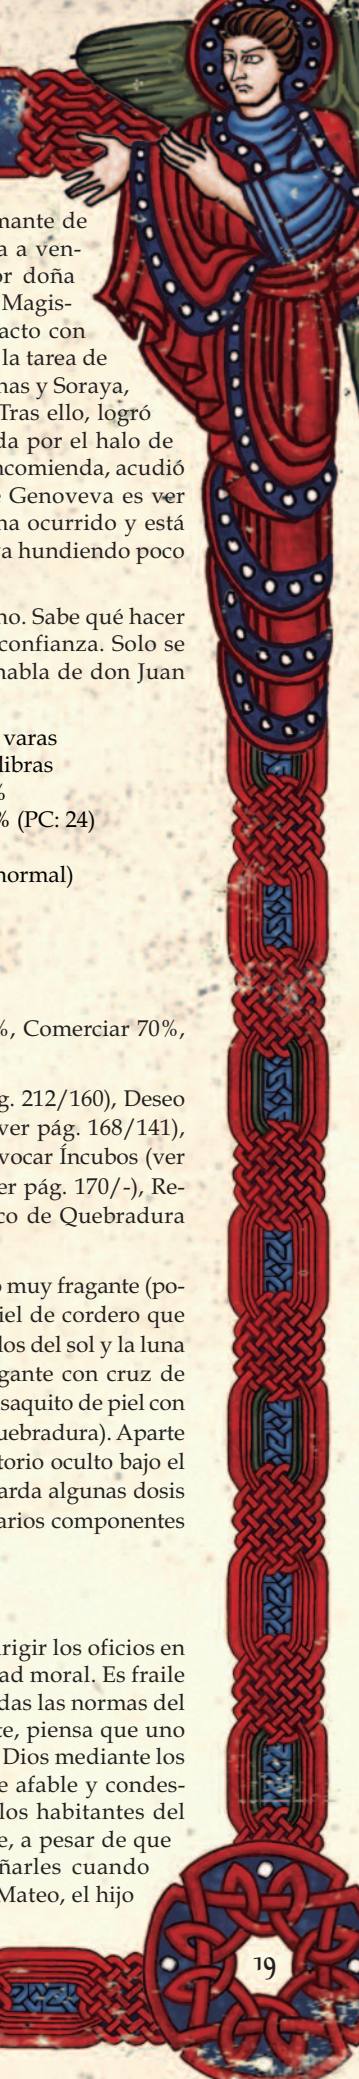 mante de
a a ven-
or doña
Magis-
acto con
la tarea de
nas y Soraya,
Tras ello, logró
da por el halo de
ncomienda, acudió
e Genoveva es ver
ha ocurrido y está
va hundiendo poco
no. Sabe qué hacer
confianza. Solo se
habla de don Juan
varas
libras
%
% (PC: 24)
normal)
%, Comerciar 70%,
g. 212/160), Deseo
ver pág. 168/141),
vocar Íncubos (ver
er pág. 170/-), Re-
co de Quebradura
o muy fragante (po-
iel de cordero que
los del sol y la luna
gante con cruz de
saquito de piel con
uebradura). Aparte
torio oculto bajo el
arda algunas dosis
arios componentes
irigir los oficios en
ad moral. Es fraile
das las normas del
te, piensa que uno
Dios mediante los
e afable y condes-
los habitantes del
e, a pesar de que
ñarles cuando
Mateo, el hijo
19